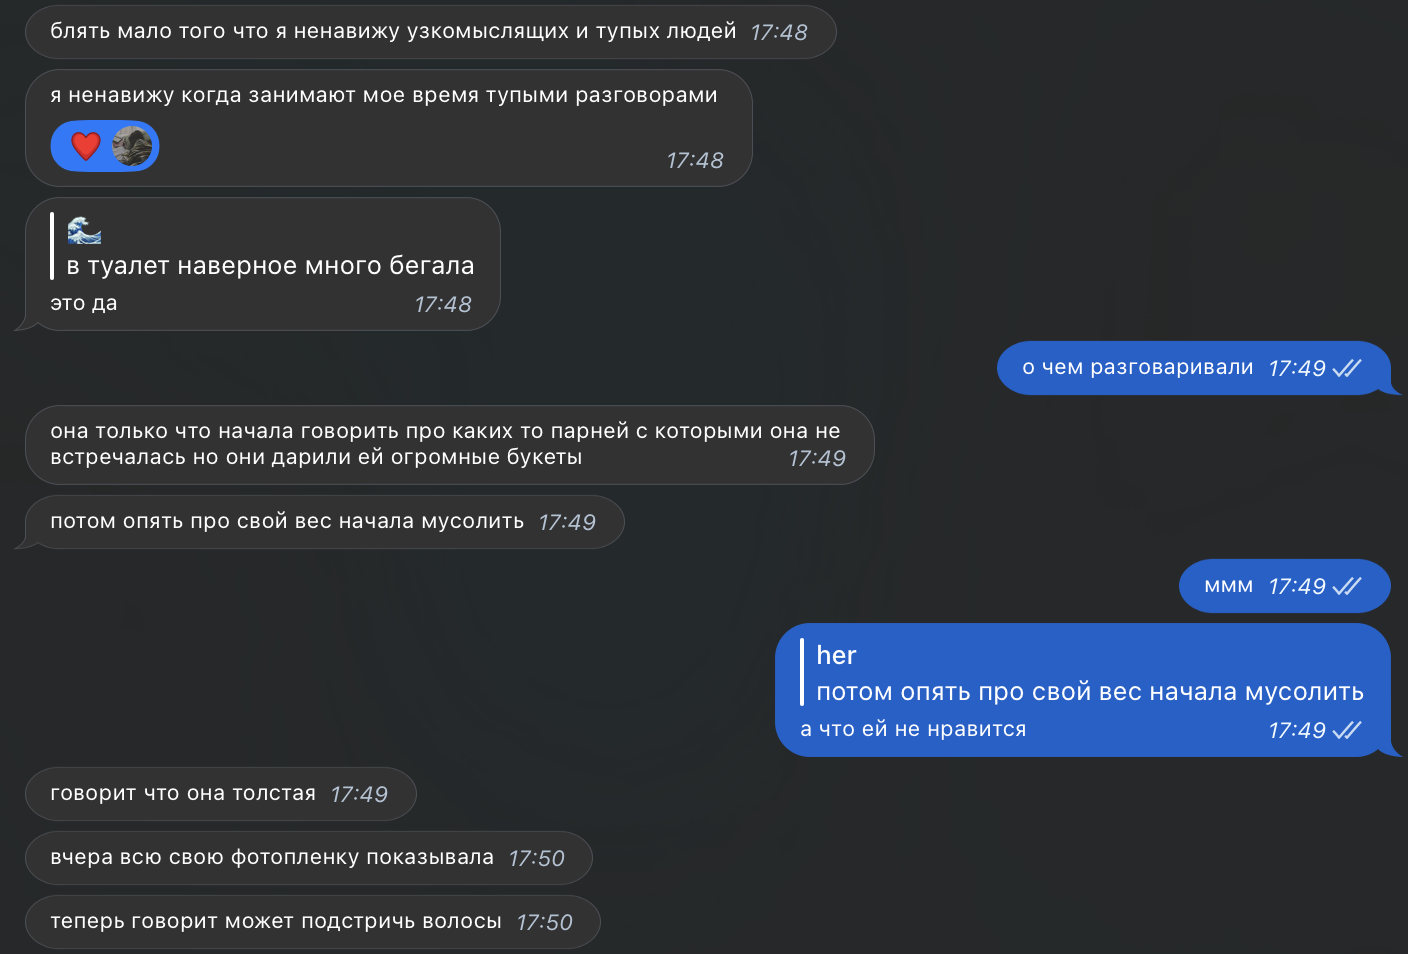 блять мало того что я ненавижу узкомыслящих и тупых людей 17:48
я ненавижу когда занимают мое время тупыми разговорами
17:48
в туалет наверное много бегала
это да 17:48
о чем разговаривали 17:49
она только что начала говорить про каких то парней с которыми она не
встречалась но они дарили ей огромные букеты 17:49
потом опять про свой вес начала мусолить 17:49
ммм 17:49
her
потом опять про свой вес начала мусолить
а что ей не нравится 17:49
говорит что она толстая 17:49
вчера всю свою фотопленку показывала 17:50
теперь говорит может подстричь волосы 17:50